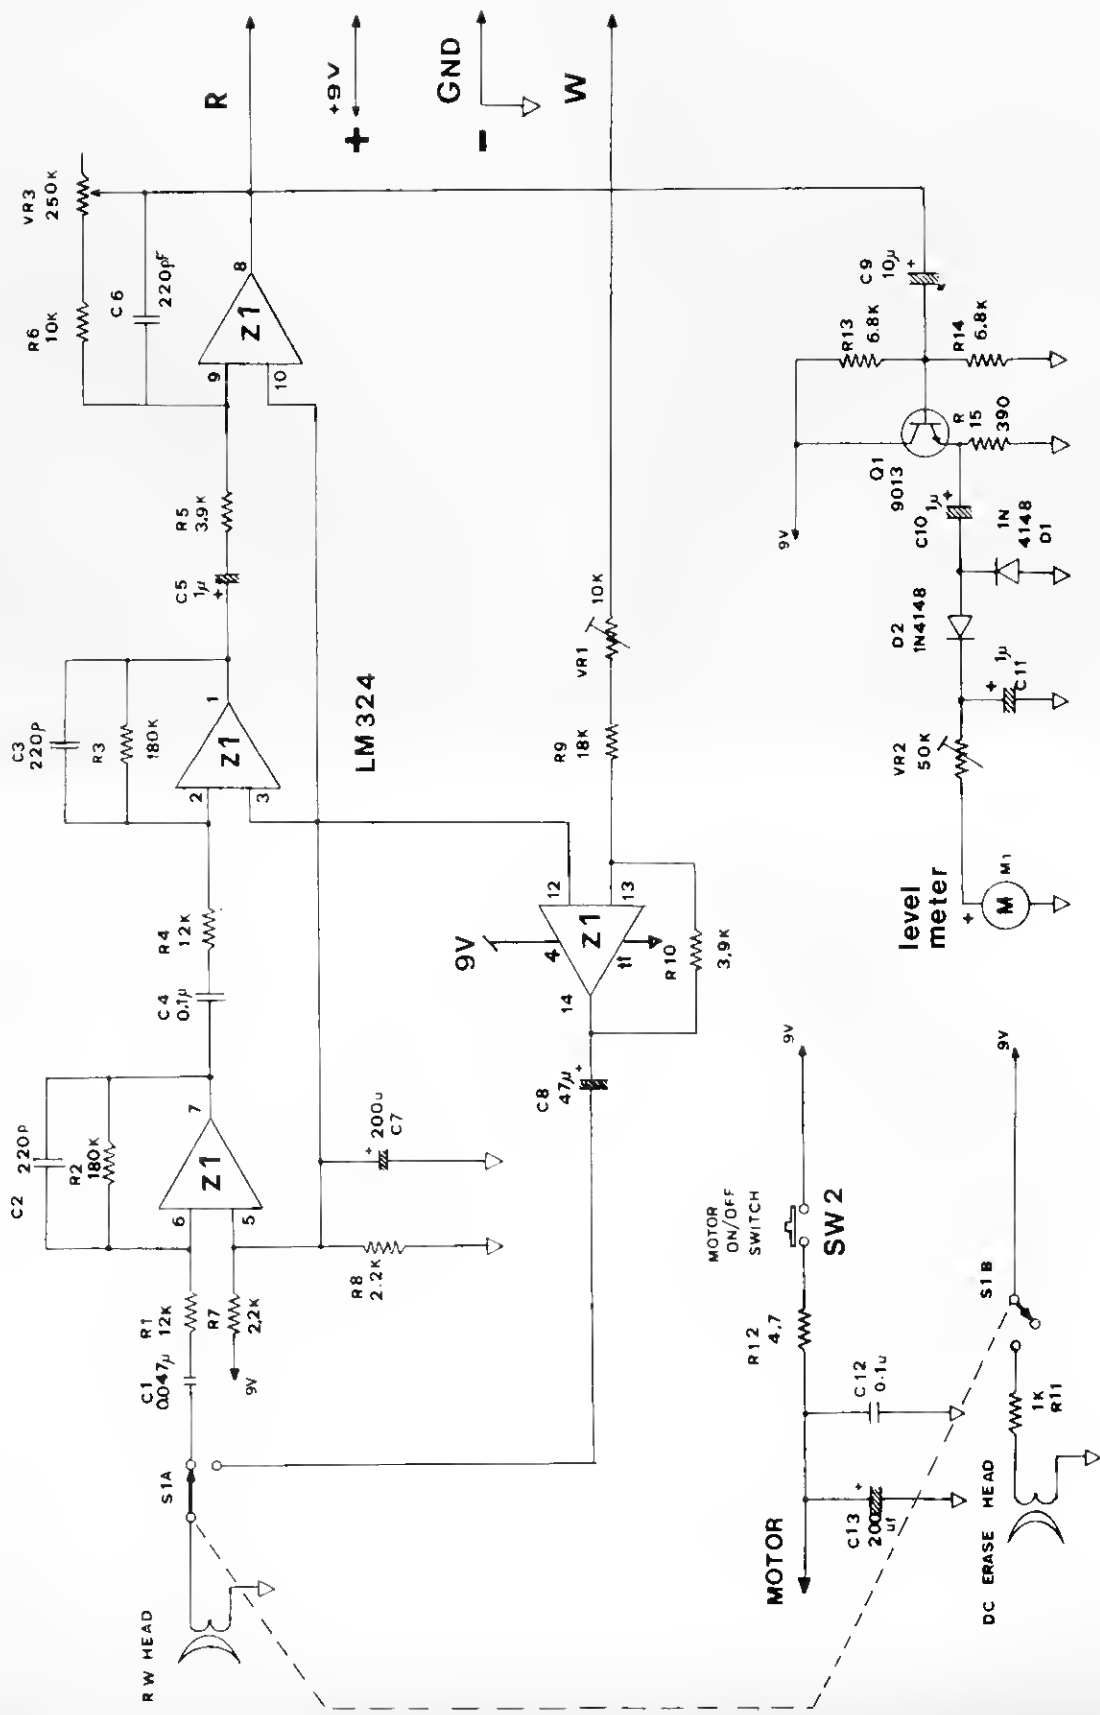 R W HEAD
S1A
C1
0.047µ
R1
12K
R7
2,2K
9V
C2
220P
R2
180K
6
5
7
Z1
R8
2.2K
200u
C7
+
C4
0.1µ
R4
12K
C3
220P
R3
180K
2
3
1
Z1
LM324
C5
1µ
+
R5
3.9K
R6
10K
VR3
250K
C6
220pF
9
10
8
Z1
R
+
+9V
-
GND
W
VR1
10K
R9
18K
12
13
14
Z1
9V
4
11
R10
3,9K
C8
47µ
+
MOTOR
MOTOR
ON/OFF
SWITCH
SW2
9V
R12
4,7
C12
0.1u
C13
200
uf
+
DC ERASE HEAD
1K
R11
S1B
9V
level
meter
M
M1
+
VR2
50K
1µ
C11
+
D2
1N4148
1N
4148
D1
C10
1µ
+
Q1
9013
R
15
390
R13
6.8K
R14
6.8K
C9
10µ
+
9V